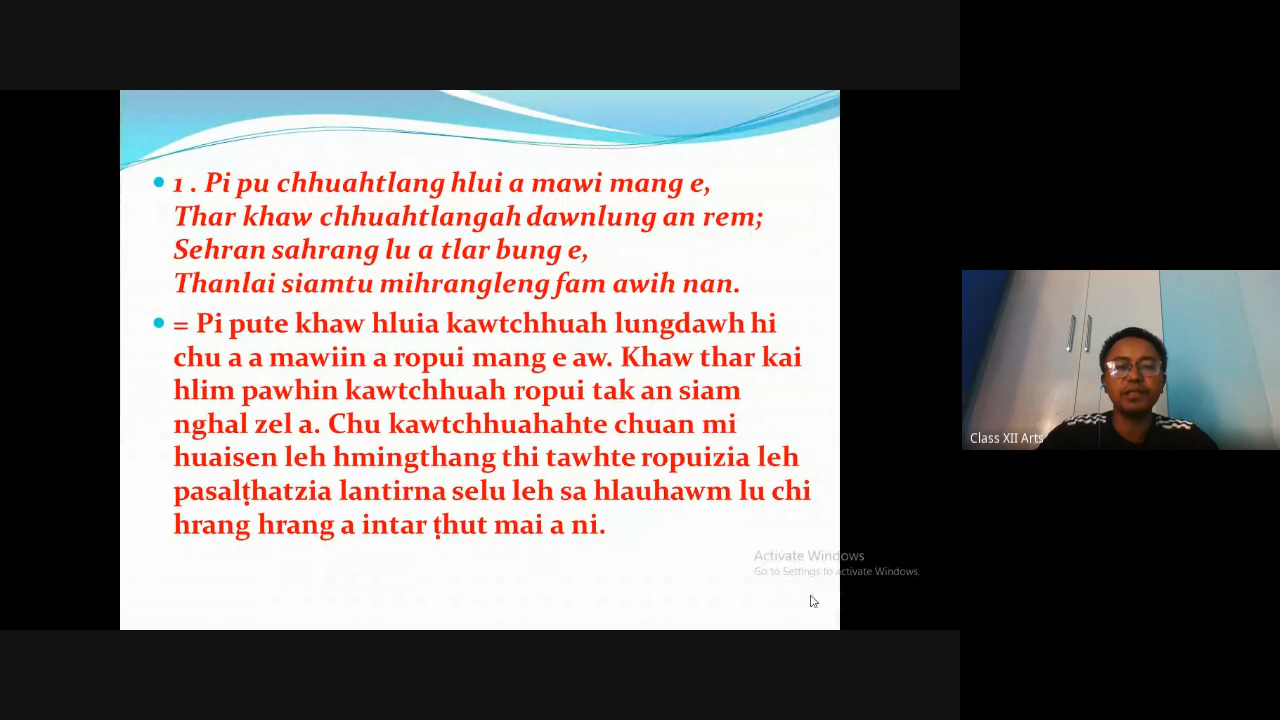 1 . Pi pu chhuahtlang hlui a mawi mang e,
Thar khaw chhuahtlangah dawnlung an rem;
Sehran sahrang lu a tlar bung e,
Thanlai siamtu mihrangleng fam awih nan.
= Pi pute khaw hluia kawtchhuah lungdawh hi
chu a a mawiin a ropui mang e aw. Khaw thar kai
hlim pawhin kawtchhuah ropui tak an siam
nghal zel a. Chu kawtchhuahahte chuan mi
huaisen leh hmingthang thi tawhte ropuizia leh
pasalṭhatzia lantirna selu leh sa hlauhawm lu chi
hrang hrang a intar ṭhut mai a ni.
Activate Windows
Go to Settings to activate Windows.
Class XII Arts